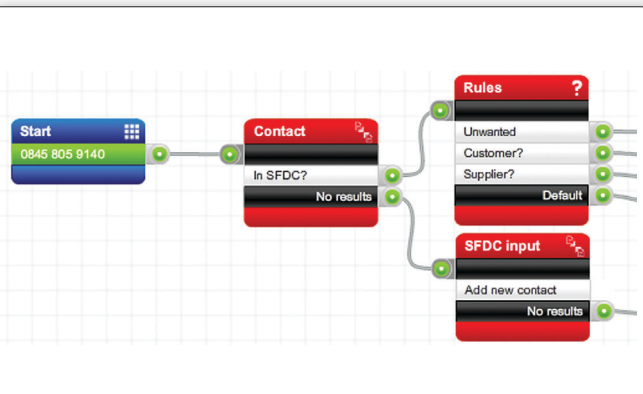 Start
0845 805 9140
Contact
In SFDC?
No results
Rules
?
Unwanted
Customer?
Supplier?
Default
SFDC input
Add new contact
No results